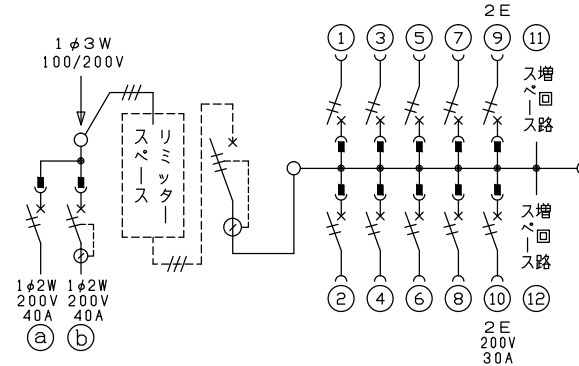 1φ3W
100/200V
リミッター
スペース
1φ2W
200V
40A
ⓐ
1φ2W
200V
40A
ⓑ
2E
① ③ ⑤ ⑦ ⑨ ⑪
増回路
スペース
増回路
スペース
② ④ ⑥ ⑧ ⑩ ⑫
2E
200V
30A